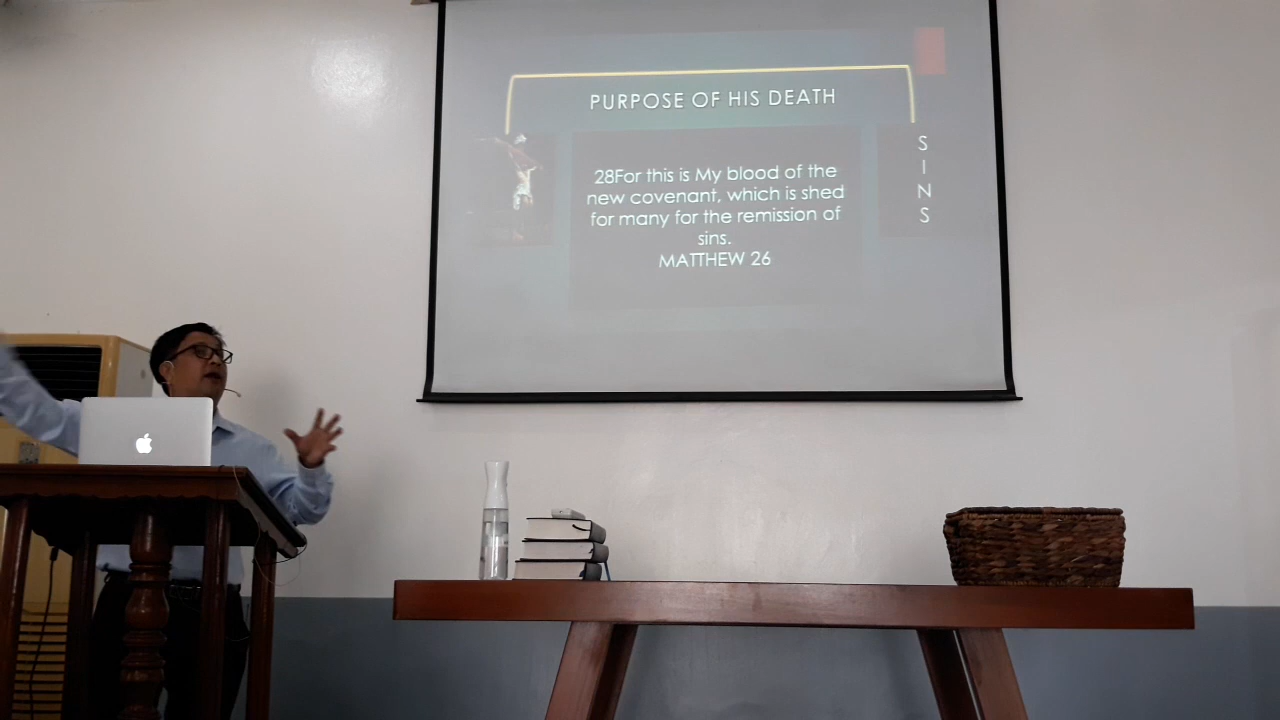 PURPOSE OF HIS DEATH
28For this is My blood of the
new covenant, which is shed
for many for the remission of
sins.
MATTHEW 26
S
I
N
S